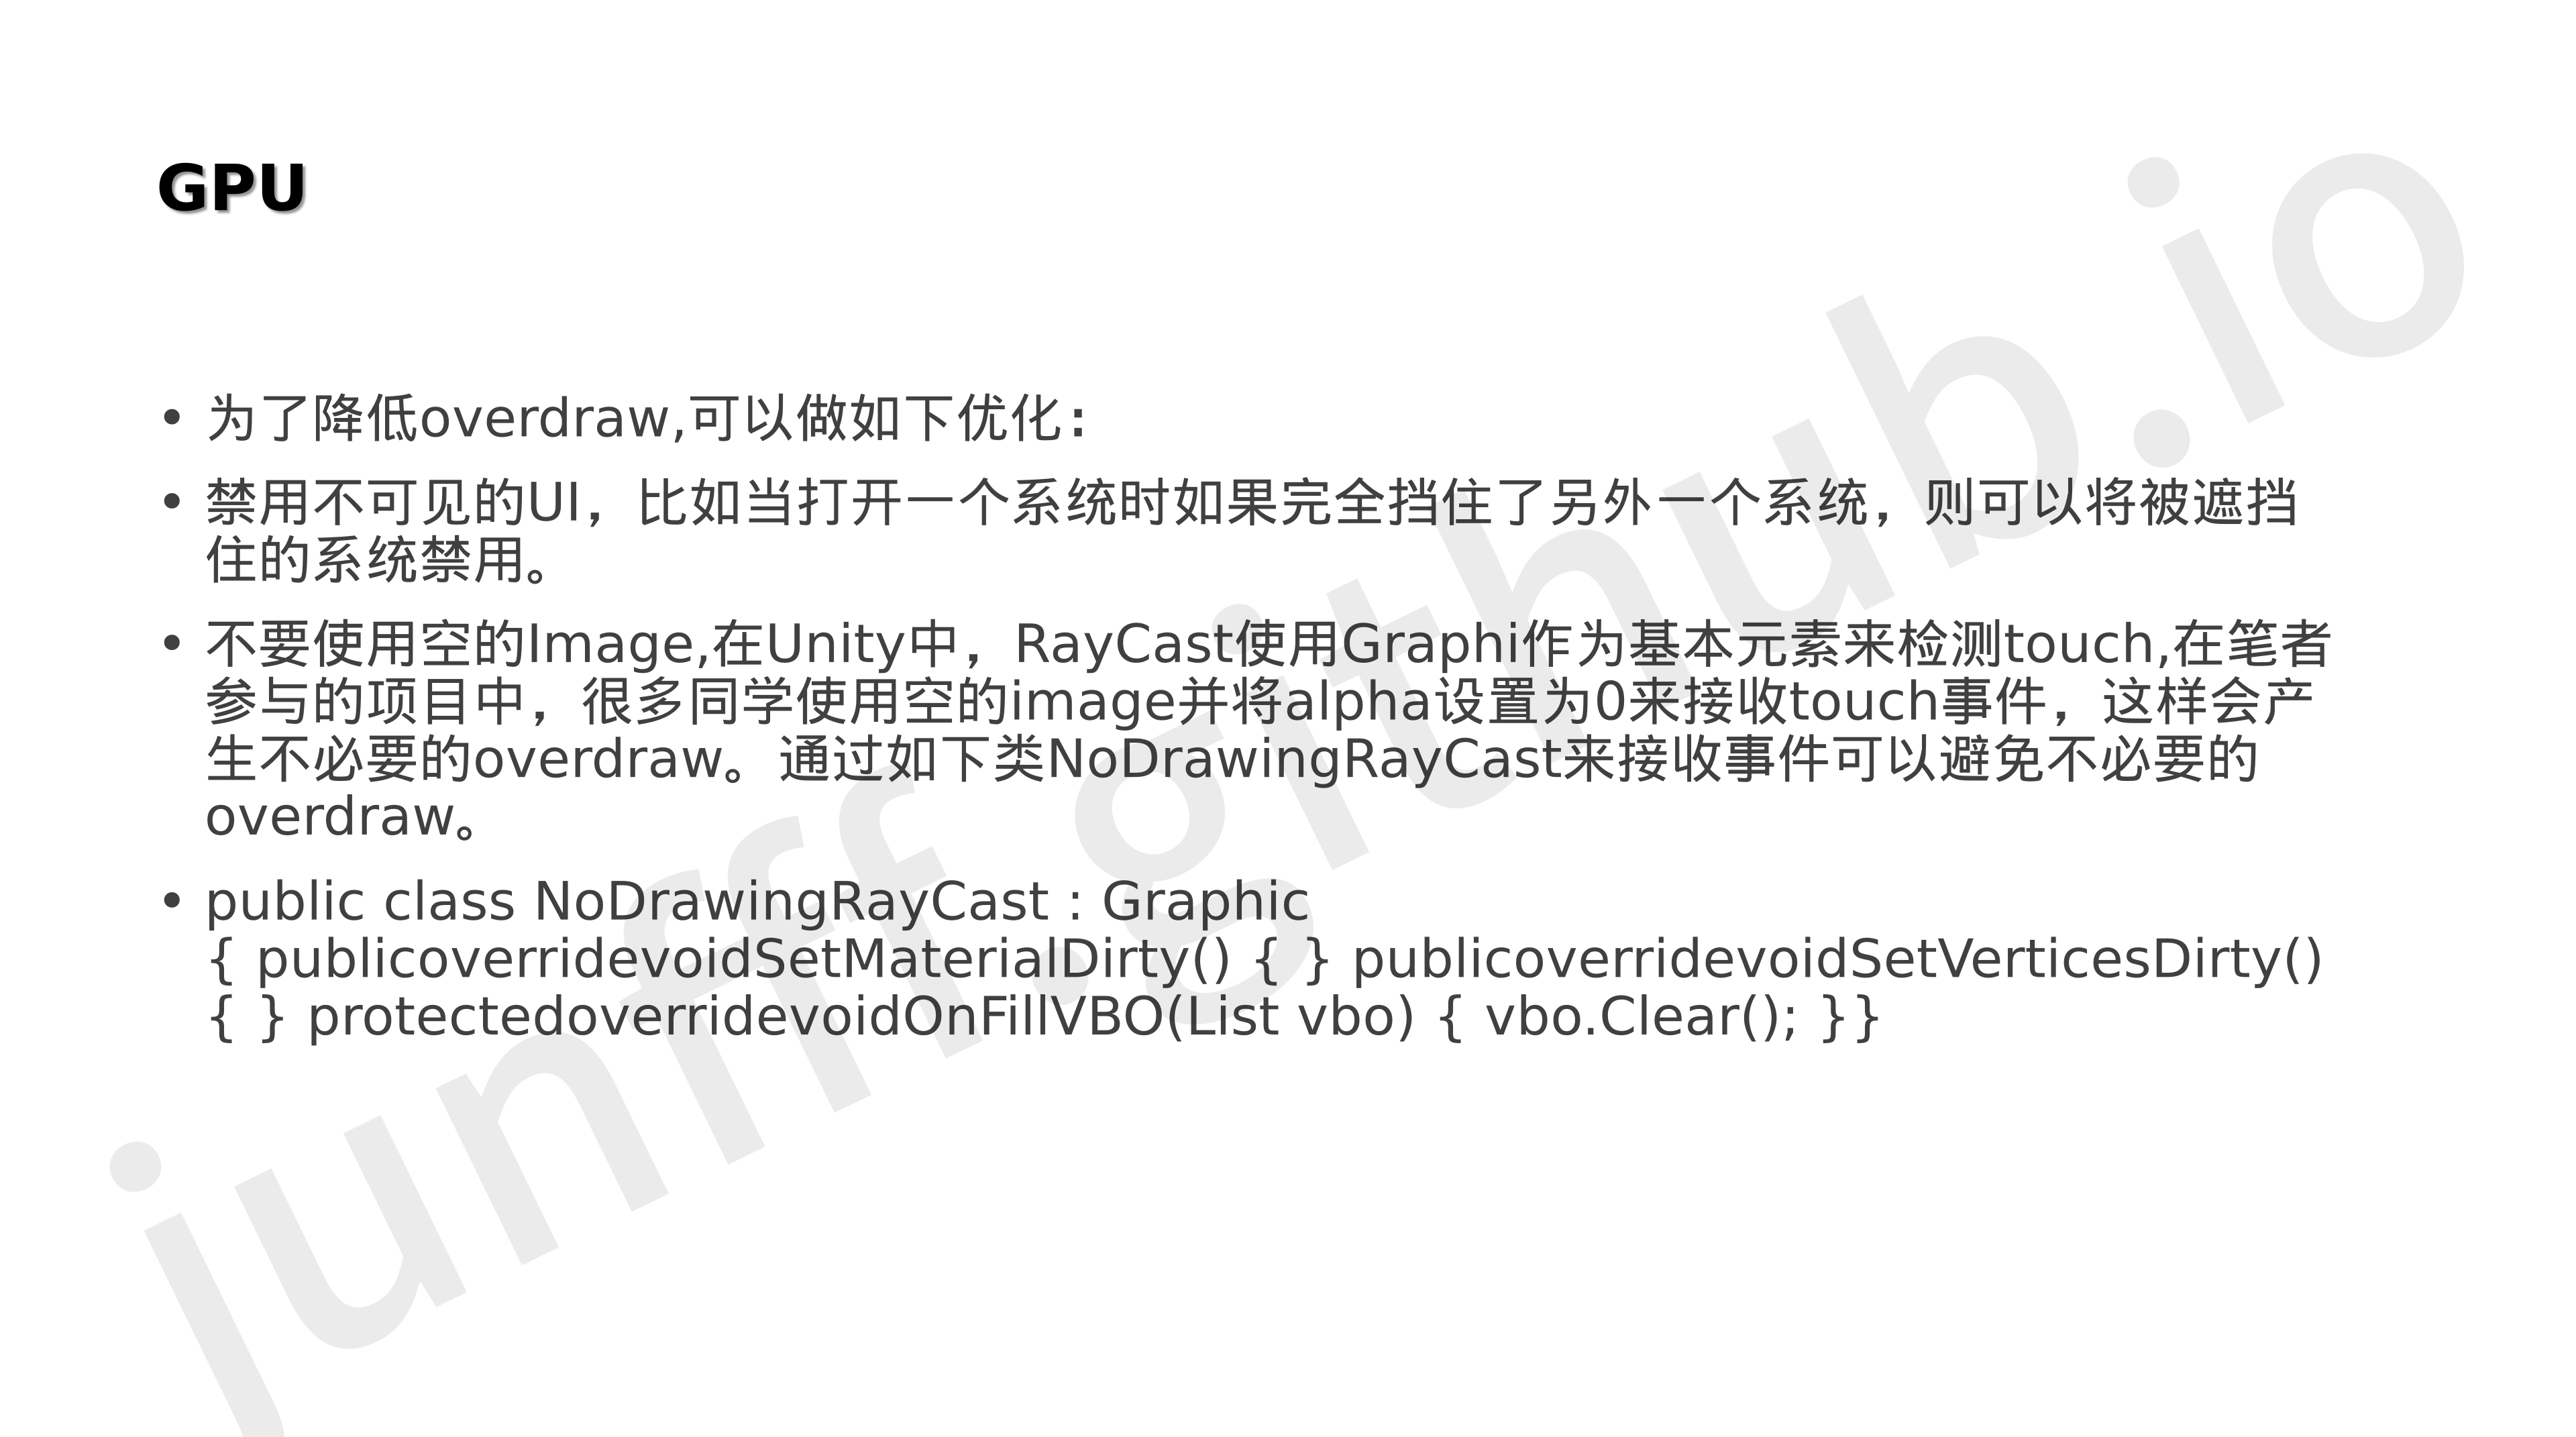 GPU
• 为了降低overdraw,可以做如下优化：
• 禁用不可见的UI，比如当打开一个系统时如果完全挡住了另外一个系统，则可以将被遮挡
住的系统禁用。
• 不要使用空的Image,在Unity中，RayCast使用Graphi作为基本元素来检测touch,在笔者
参与的项目中，很多同学使用空的image并将alpha设置为0来接收touch事件，这样会产
生不必要的overdraw。通过如下类NoDrawingRayCast来接收事件可以避免不必要的
overdraw。
• public class NoDrawingRayCast : Graphic
{ publicoverridevoidSetMaterialDirty() { } publicoverridevoidSetVerticesDirty()
{ } protectedoverridevoidOnFillVBO(List vbo) { vbo.Clear(); }}
junfff.github.io